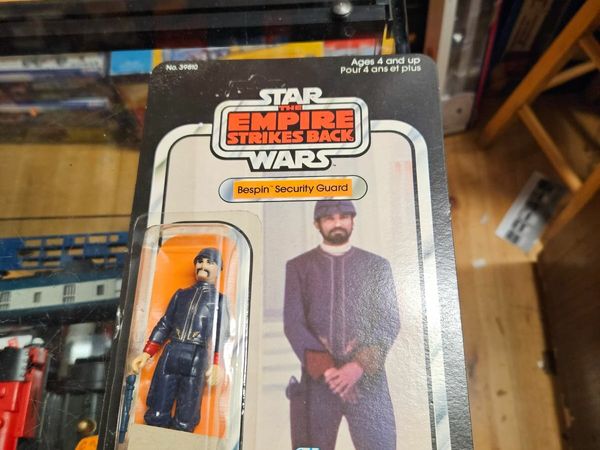 No. 39810
Ages 4 and up
Pour 4 ans et plus
STAR
THE
EMPIRE
STRIKES BACK
WARS
Bespin™ Security Guard